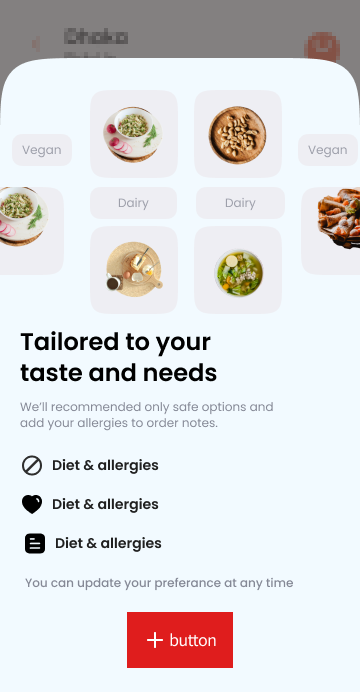 Vegan
Vegan
Dairy
Dairy
Tailored to your
taste and needs
We'll recommended only safe options and
add your allergies to order notes.
Diet & allergies
Diet & allergies
Diet & allergies
You can update your preferance at any time
button